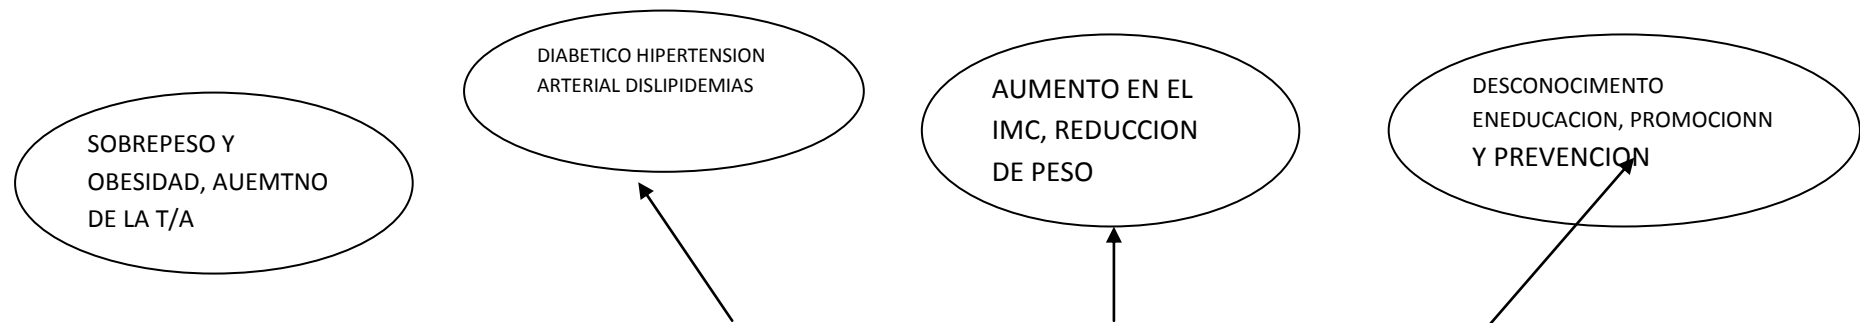 SOBREPESO Y
OBESIDAD, AUEMTNO
DE LA T/A
DIABETICO HIPERTENSION
ARTERIAL DISLIPIDEMIAS
AUMENTO EN EL
IMC, REDUCCION
DE PESO
DESCONOCIMENTO
ENEDUCACION, PROMOCIONN
Y PREVENCION